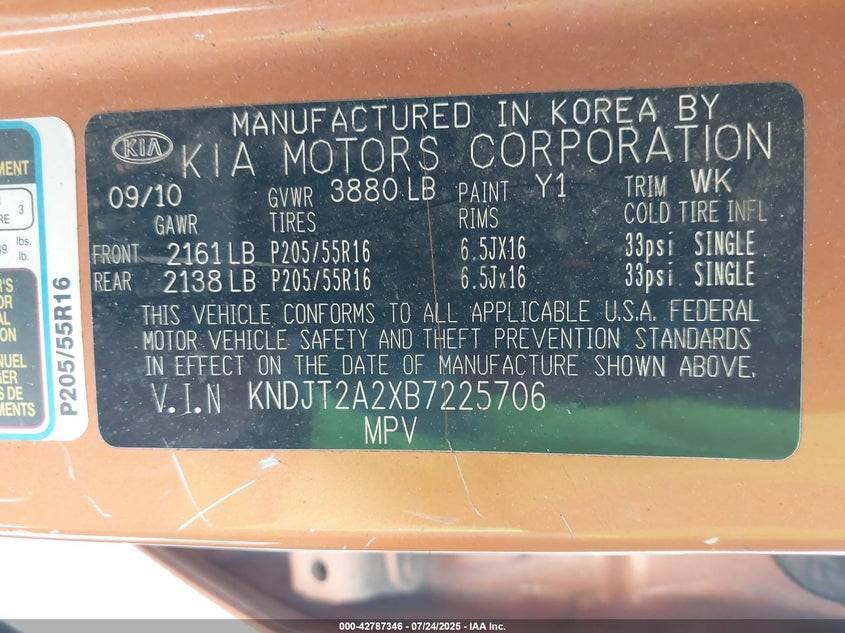 MANUFACTURED IN KOREA BY
KIA KIA MOTORS CORPORATION
09/10 GVWR 3880 LB PAINT Y1 TRIM WK
GAWR TIRES RIMS COLD TIRE INFL
FRONT 2161 LB P205/55R16 6.5JX16 33psi SINGLE
REAR 2138 LB P205/55R16 6.5Jx16 33psi SINGLE
THIS VEHICLE CONFORMS TO ALL APPLICABLE U.S.A. FEDERAL
MOTOR VEHICLE SAFETY AND THEFT PREVENTION STANDARDS
IN EFFECT ON THE DATE OF MANUFACTURE SHOWN ABOVE.
V.I.N KNDJT2A2XB7225706
MPV
3
lbs.
lb.
P205/55R16
000-42787346 | 07/24/2025 | IAA Inc.